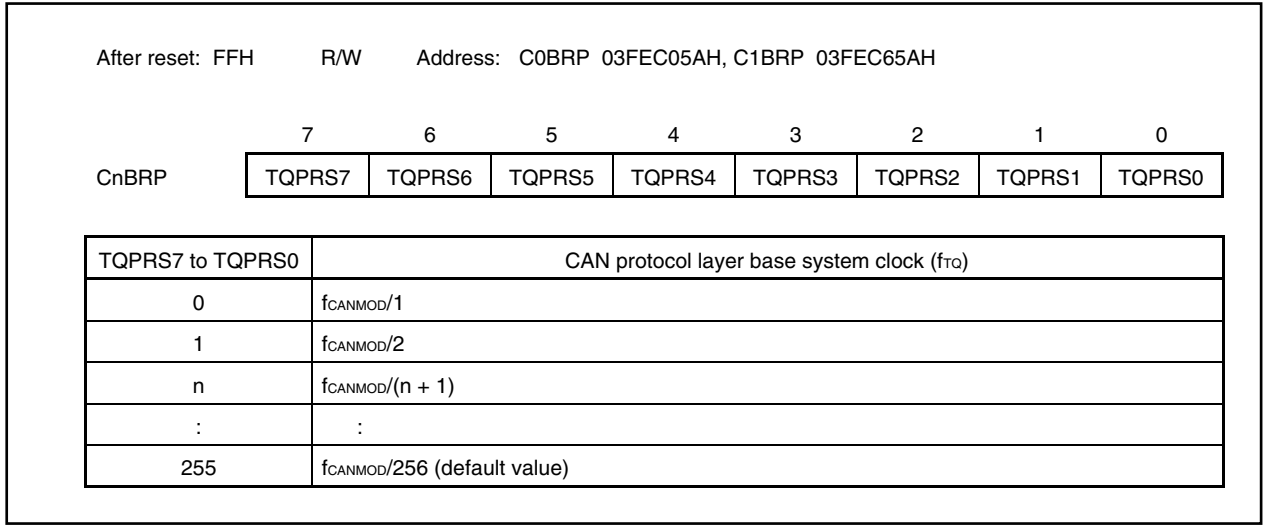 After reset: FFH R/W Address: C0BRP 03FEC05AH, C1BRP 03FEC65AH
7 6 5 4 3 2 1 0
CnBRP TQPRS7 TQPRS6 TQPRS5 TQPRS4 TQPRS3 TQPRS2 TQPRS1 TQPRS0
TQPRS7 to TQPRS0 CAN protocol layer base system clock (fTQ)
0 fCANMOD/1
1 fCANMOD/2
n fCANMOD/(n + 1)
: :
255 fCANMOD/256 (default value)